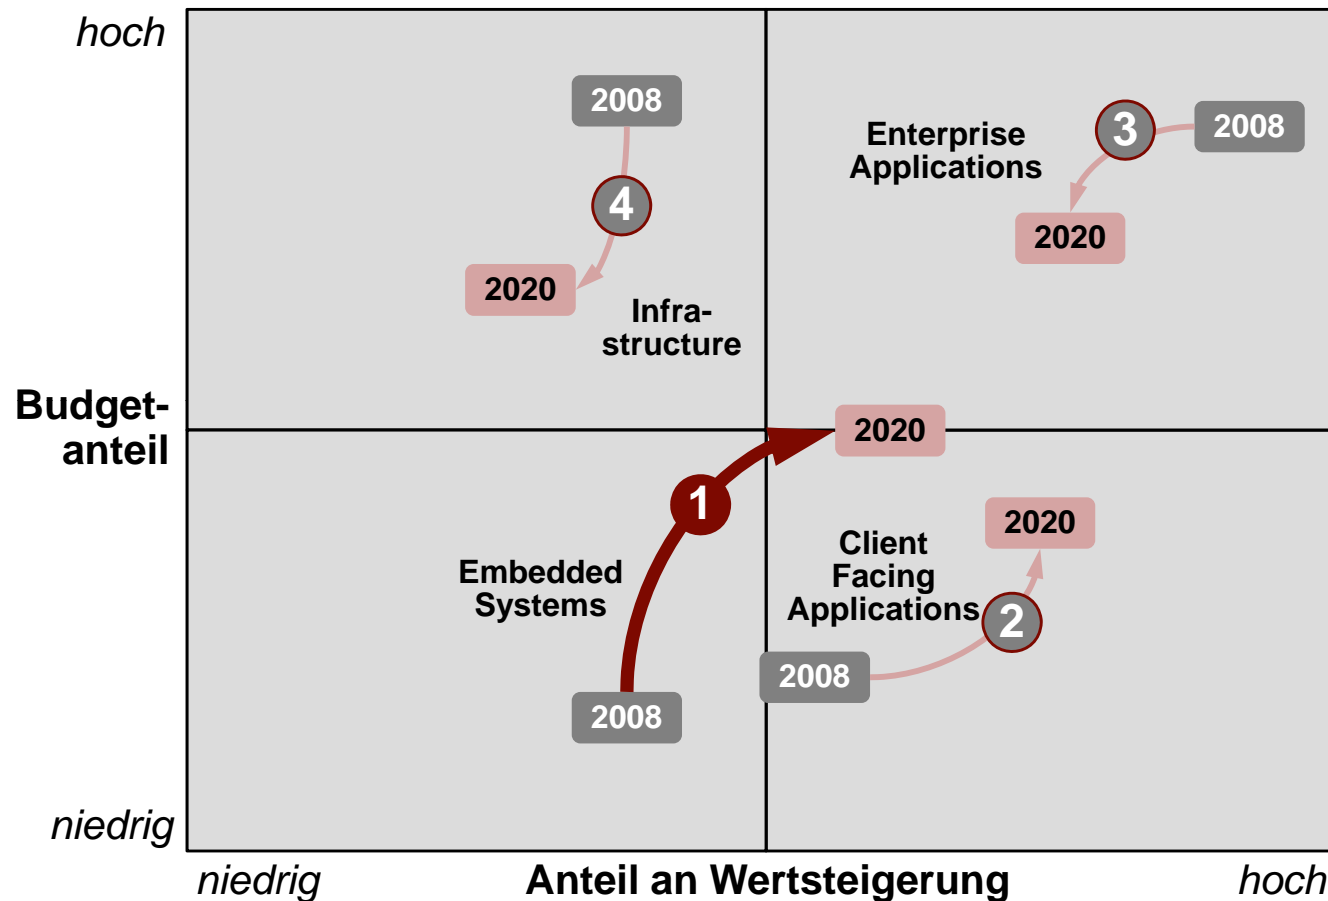 hoch
2008
4
2020
Infra-
structure
Enterprise
Applications
3
2008
2020
Budget-
anteil
2020
1
Embedded
Systems
2008
2020
Client
Facing
Applications
2
2008
niedrig
niedrig
Anteil an Wertsteigerung
hoch